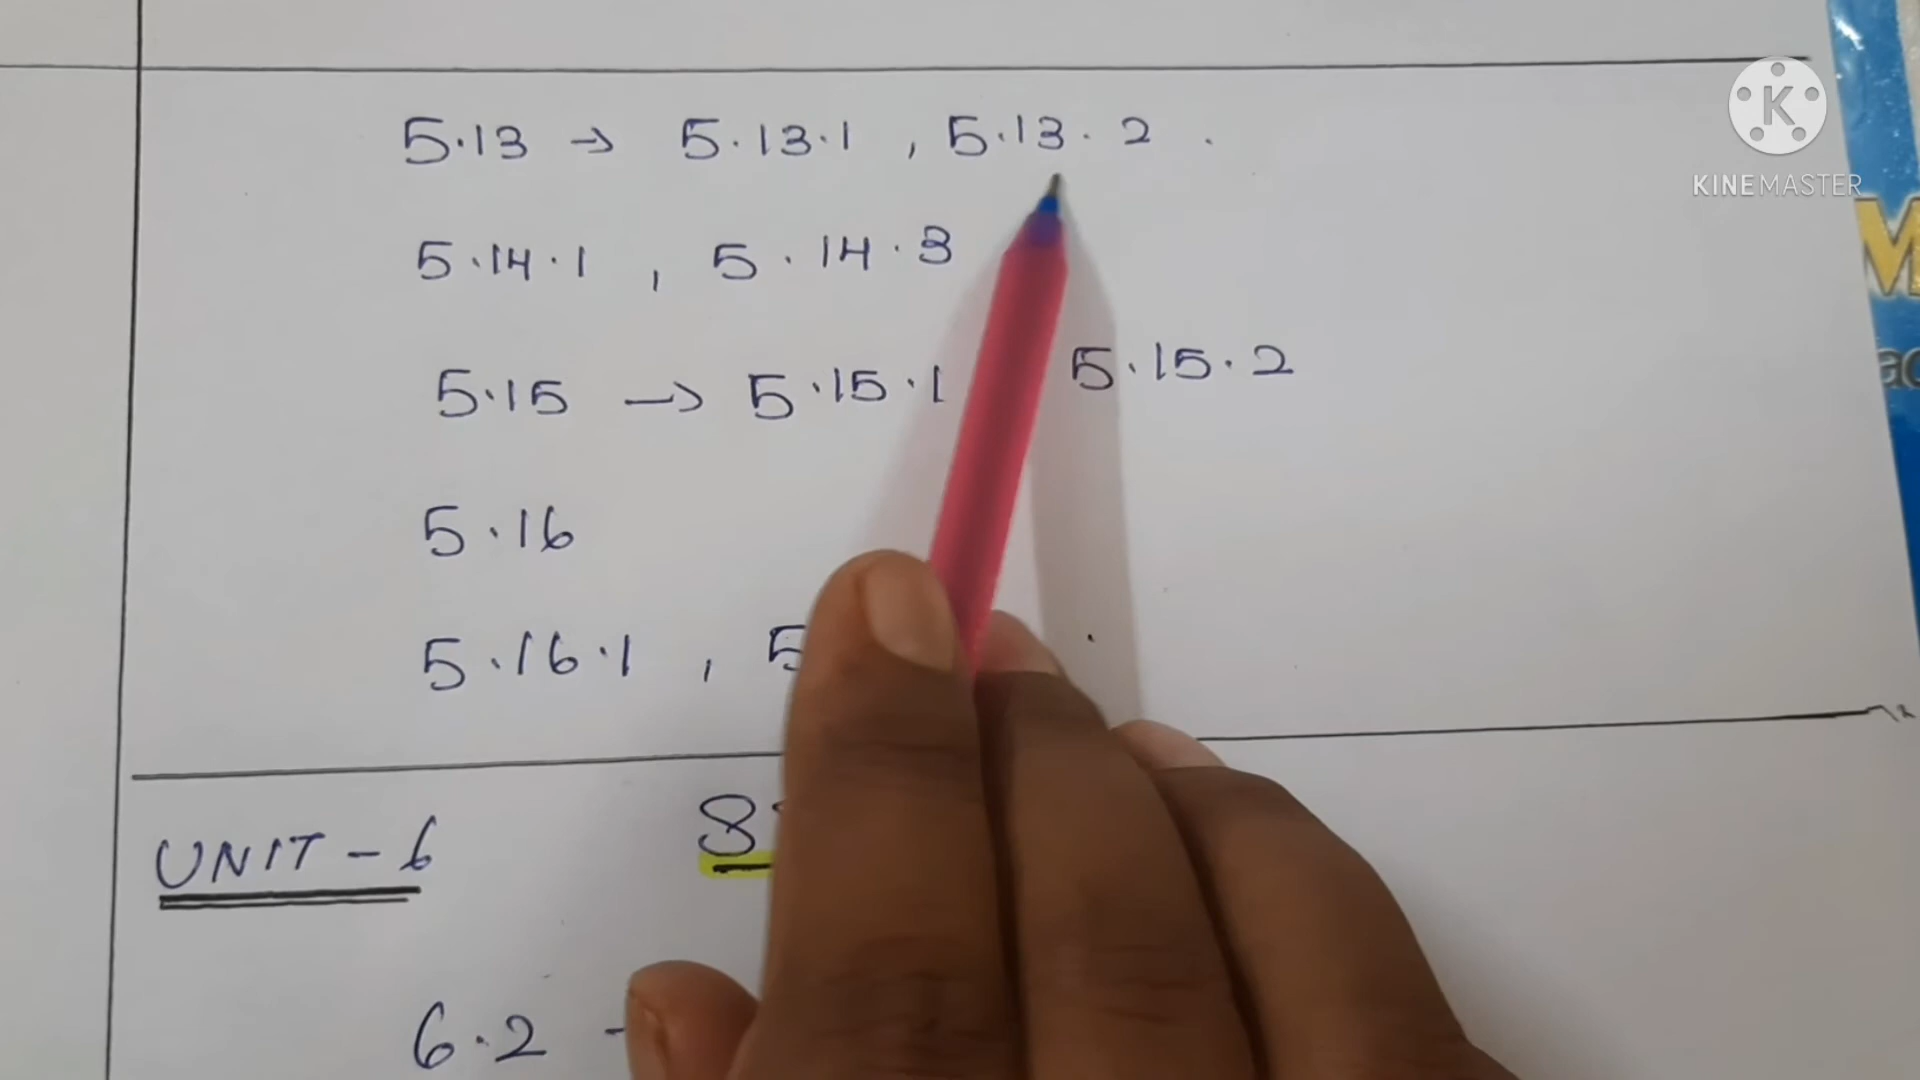 5.13 → 5.13.1 , 5.13.2 .
KINEMASTER
5.14.1 , 5.14.3
5.15 → 5.15.1 5.15.2
5.16
5.16.1 , 5
UNIT - 6
6.2